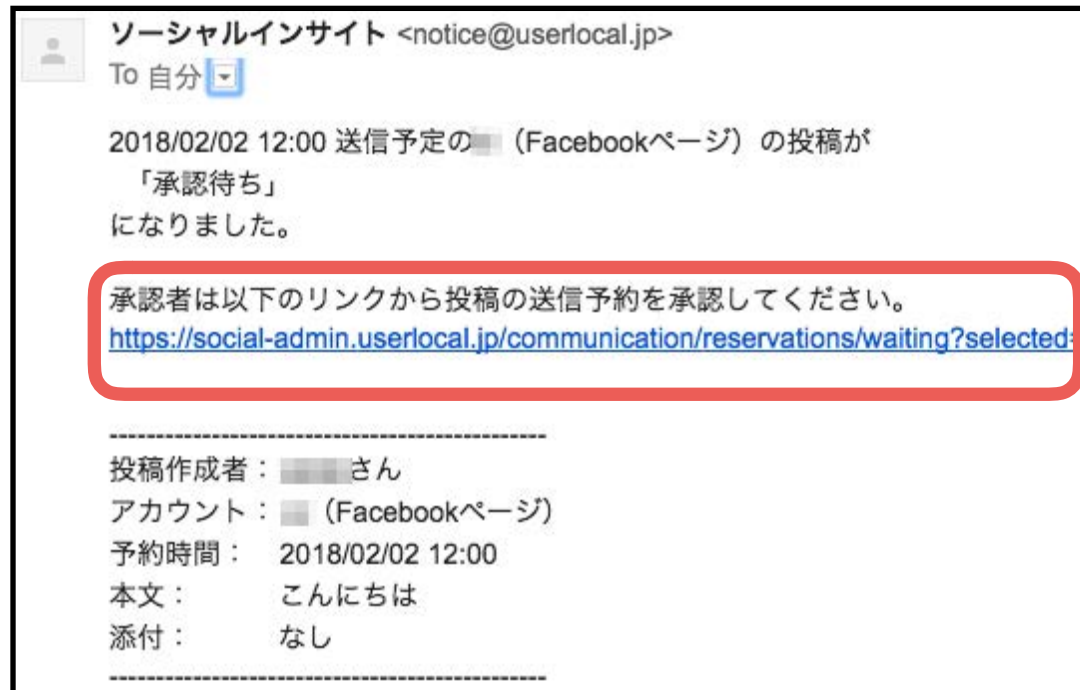 ソーシャルインサイト <notice@userlocal.jp>
To 自分
2018/02/02 12:00 送信予定の （Facebookページ）の投稿が
「承認待ち」
になりました。
承認者は以下のリンクから投稿の送信予約を承認してください。
https://social-admin.userlocal.jp/communication/reservations/waiting?selected=
-----------------------------------------------
投稿作成者： さん
アカウント： （Facebookページ）
予約時間： 2018/02/02 12:00
本文： こんにちは
添付： なし
-----------------------------------------------